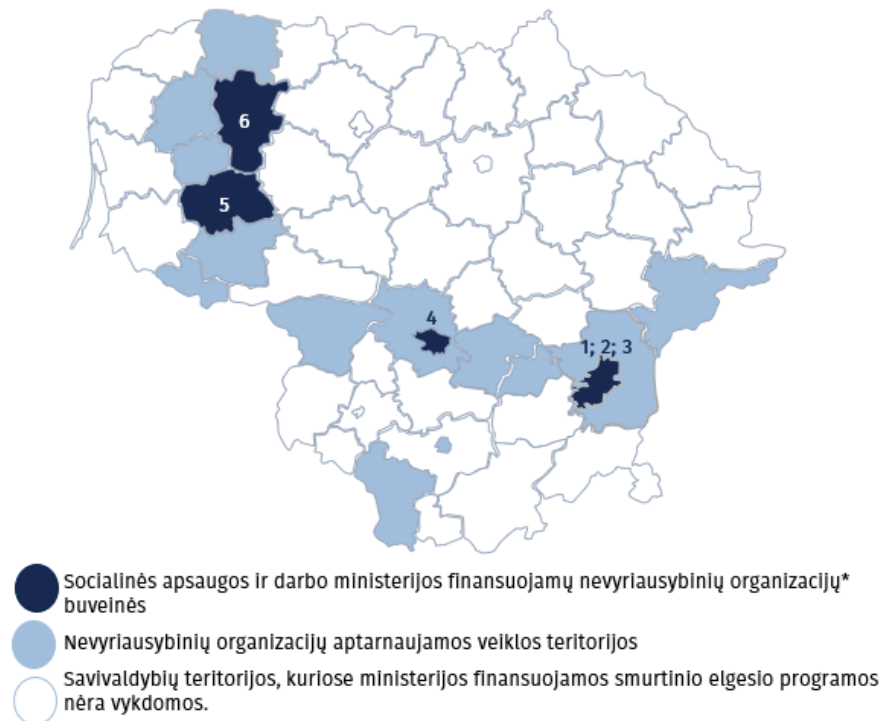 6
5
4
1; 2; 3
Socialinės apsaugos ir darbo ministerijos finansuojamų nevyriausybinių organizacijų*
buveinės
Nevyriausybinių organizacijų aptarnaujamos veiklos teritorijos
Savivaldybių teritorijos, kuriose ministerijos finansuojamos smurtinio elgesio programos
nėra vykdomos.